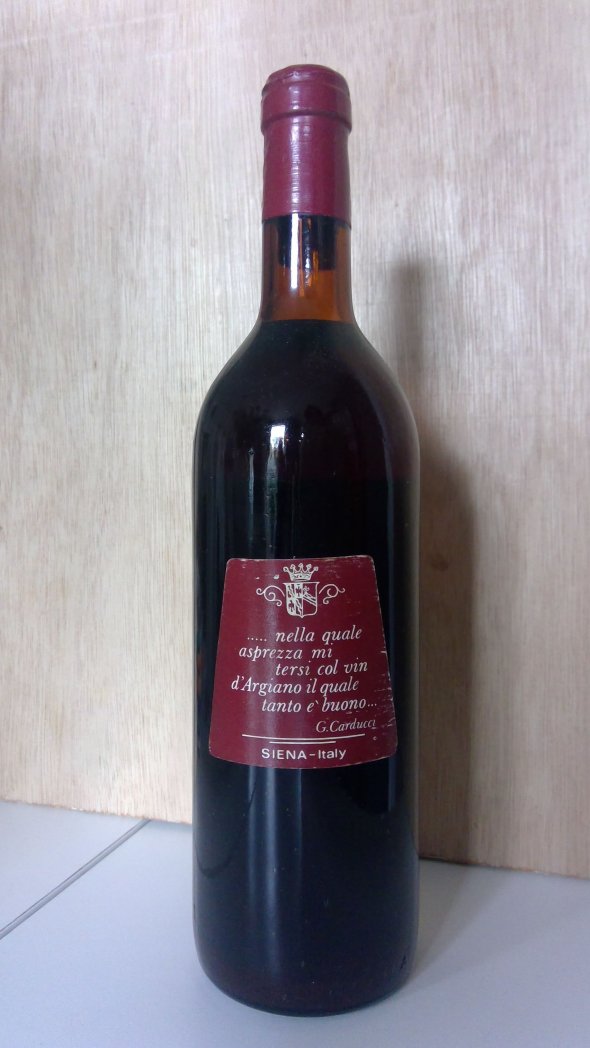 ..... nella quale
asprezza mi
tersi col vin
d'Argiano il quale
tanto e` buono...
G.Carducci
SIENA-Italy